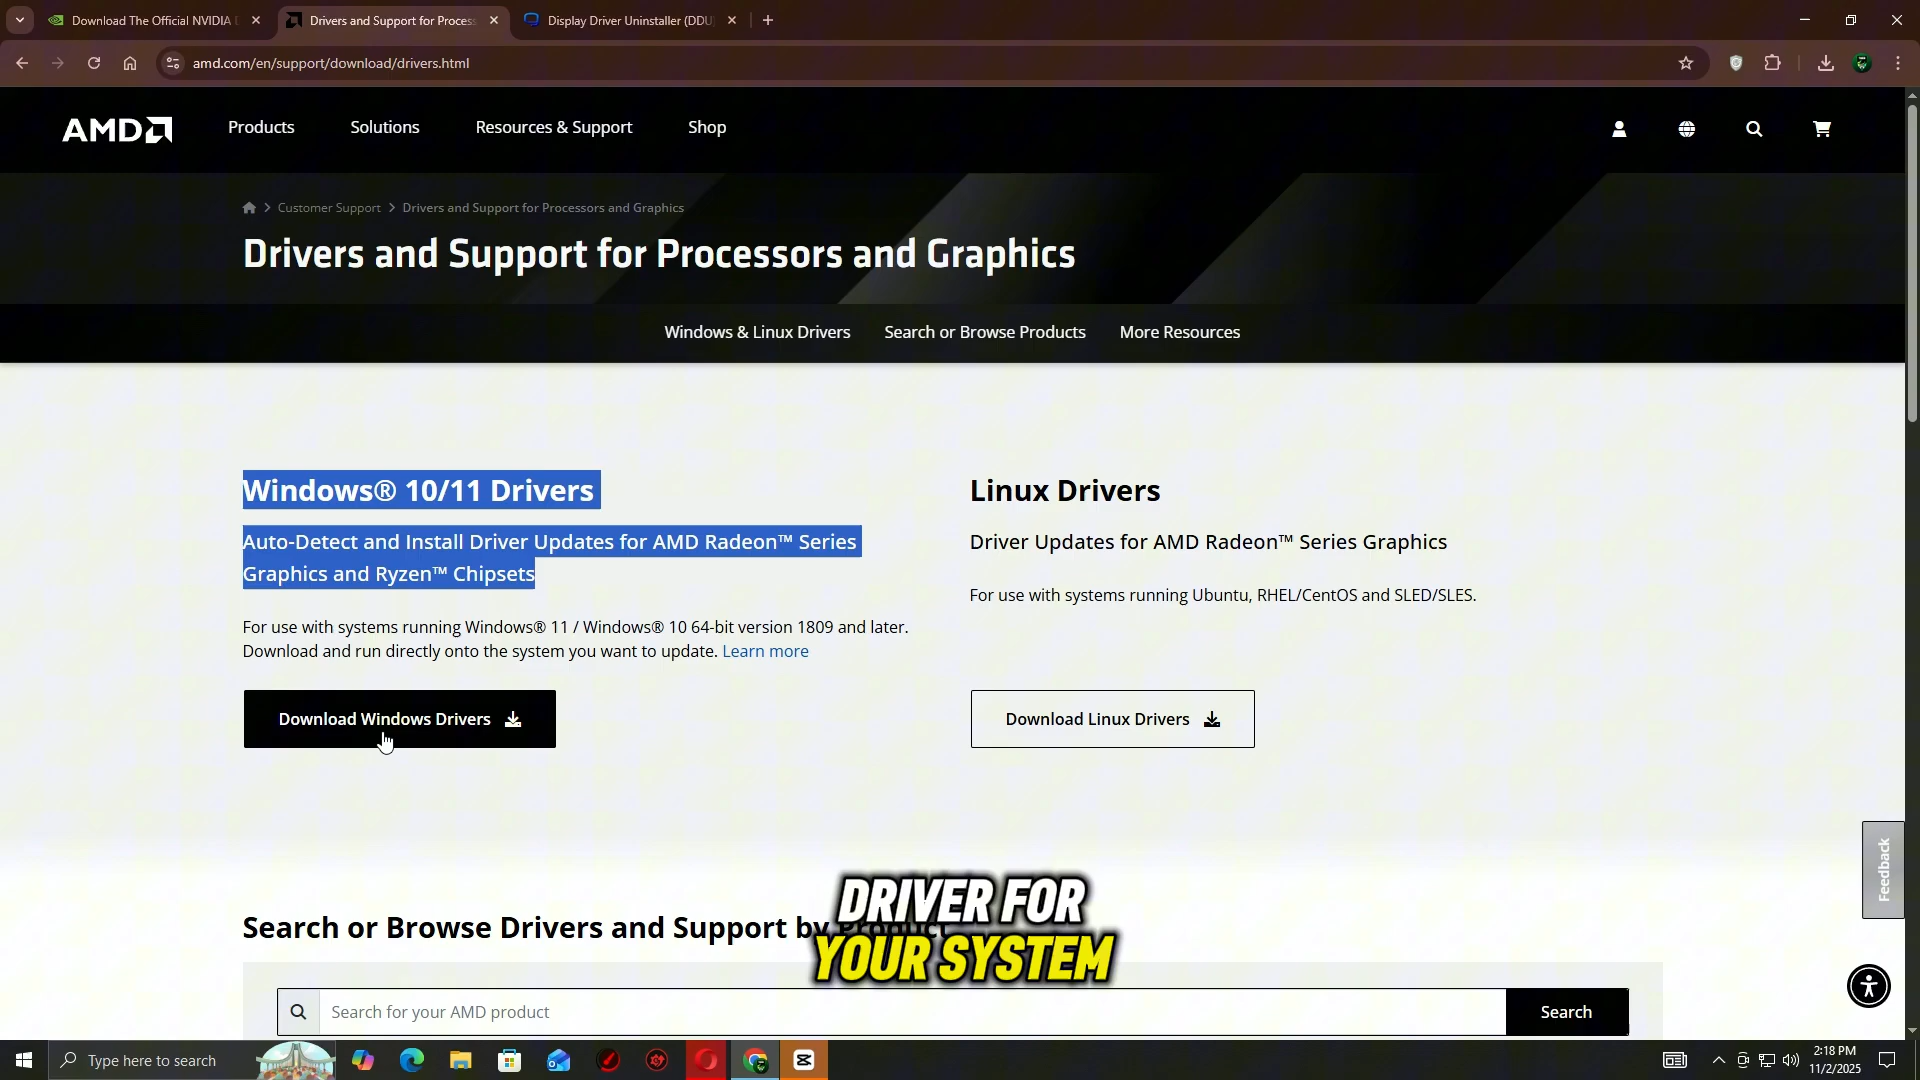 Download The Official NVIDIA D
Drivers and Support for Process
Display Driver Uninstaller (DDU)
amd.com/en/support/download/drivers.html
AMD
Products
Solutions
Resources & Support
Shop
Customer Support
Drivers and Support for Processors and Graphics
Drivers and Support for Processors and Graphics
Windows & Linux Drivers
Search or Browse Products
More Resources
Windows® 10/11 Drivers
Auto-Detect and Install Driver Updates for AMD Radeon™ Series
Graphics and Ryzen™ Chipsets
For use with systems running Windows® 11 / Windows® 10 64-bit version 1809 and later.
Download and run directly onto the system you want to update. Learn more
Download Windows Drivers
Linux Drivers
Driver Updates for AMD Radeon™ Series Graphics
For use with systems running Ubuntu, RHEL/CentOS and SLED/SLES.
Download Linux Drivers
Feedback
Search or Browse Drivers and Support by Product
DRIVER FOR
YOUR SYSTEM
Search for your AMD product
Search
Type here to search
2:18 PM
11/2/2025